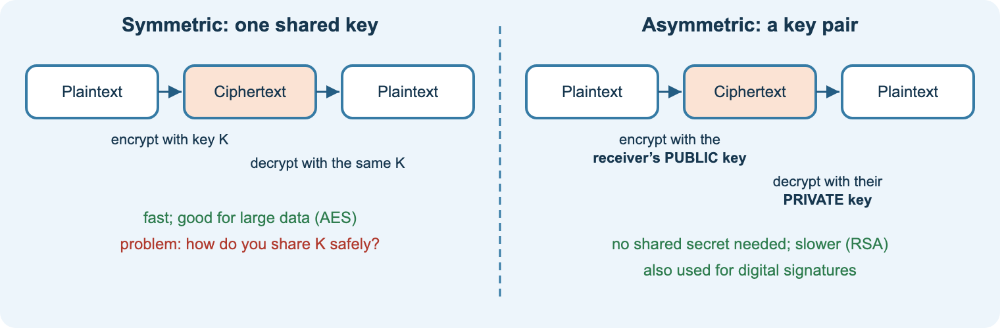 Symmetric: one shared key
Plaintext
Ciphertext
Plaintext
encrypt with key K
decrypt with the same K
fast; good for large data (AES)
problem: how do you share K safely?
Asymmetric: a key pair
Plaintext
Ciphertext
Plaintext
encrypt with the
receiver’s PUBLIC key
decrypt with their
PRIVATE key
no shared secret needed; slower (RSA)
also used for digital signatures